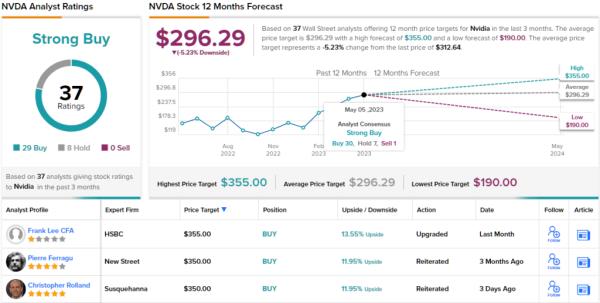 NVDA Analyst Ratings
Strong Buy
37
Ratings
29 Buy 8 Hold 0 Sell
Based on 37 analysts giving stock ratings
to Nvidia in the past 3 months
NVDA Stock 12 Months Forecast
$296.29
▼(-5.23% Downside)
Based on 37 Wall Street analysts offering 12 month price targets for Nvidia in the last 3 months. The average
price target is $296.29 with a high forecast of $355.00 and a low forecast of $190.00. The average price
target represents a -5.23% change from the last price of $312.64.
Past 12 Months 12 Months Forecast
$356
$296.8
$237.5
$178.3
$119
Aug
2022
Nov
2022
Feb
2023
2023
May
2024
May 05 ,2023
Analyst Consensus
Strong Buy
Buy 30, Hold 7, Sell 1
High
$355.00
Average
$296.29
Low
$190.00
Highest Price Target $355.00 Average Price Target $296.29 Lowest Price Target $190.00
Analyst Profile Expert Firm Price Target ▼ Position Upside / Downside Action Date Follow Article
Frank Lee CFA HSBC $355.00 BUY 13.55% Upside Upgraded Last Month Follow
Pierre Ferragu New Street $350.00 BUY 11.95% Upside Reiterated 3 Months Ago Follow
Christopher Rolland Susquehanna $350.00 BUY 11.95% Upside Reiterated 3 Days Ago Follow